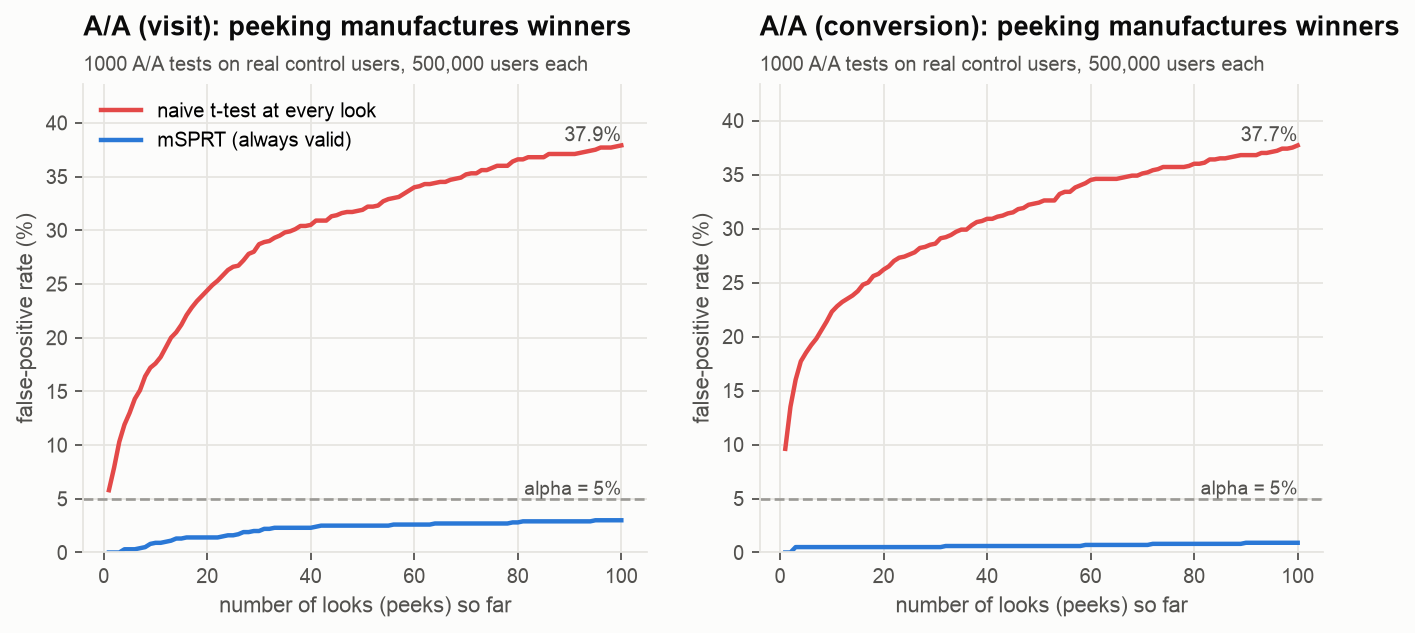 A/A (visit): peeking manufactures winners
1000 A/A tests on real control users, 500,000 users each
naive t-test at every look
mSPRT (always valid)
37.9%
alpha = 5%
40
35
30
25
20
15
10
5
0
false-positive rate (%)
0 20 40 60 80 100
number of looks (peeks) so far
A/A (conversion): peeking manufactures winners
1000 A/A tests on real control users, 500,000 users each
37.7%
alpha = 5%
40
35
30
25
20
15
10
5
0
false-positive rate (%)
0 20 40 60 80 100
number of looks (peeks) so far